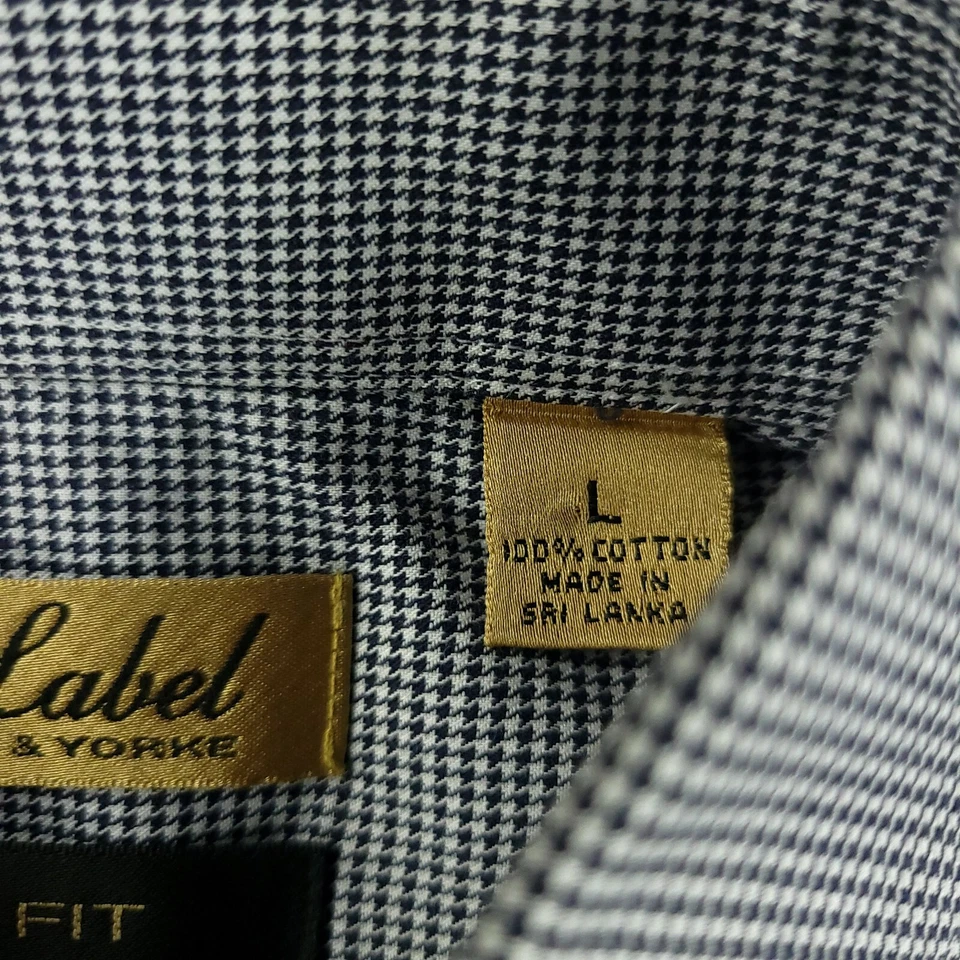 L
100% COTTON
MADE IN
SRI LANKA
Label
& YORKE
FIT